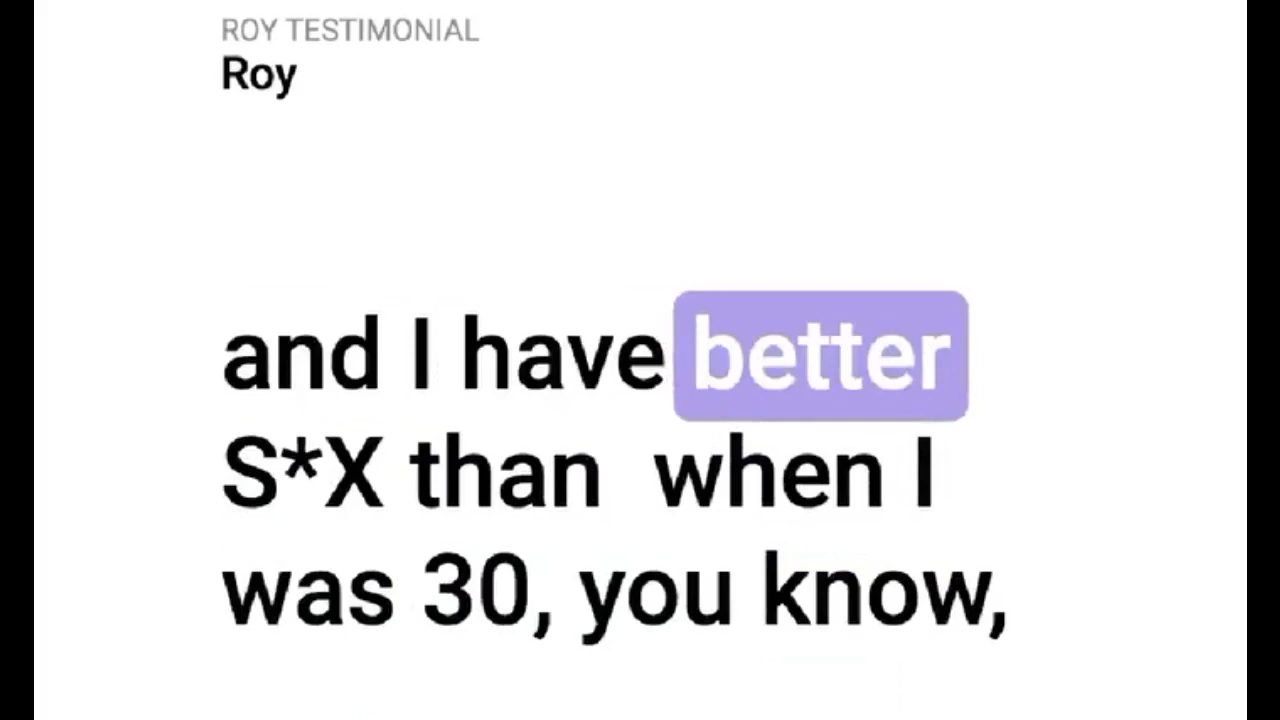 ROY TESTIMONIAL
Roy
and I have better
S*X than  when I
was 30, you know,